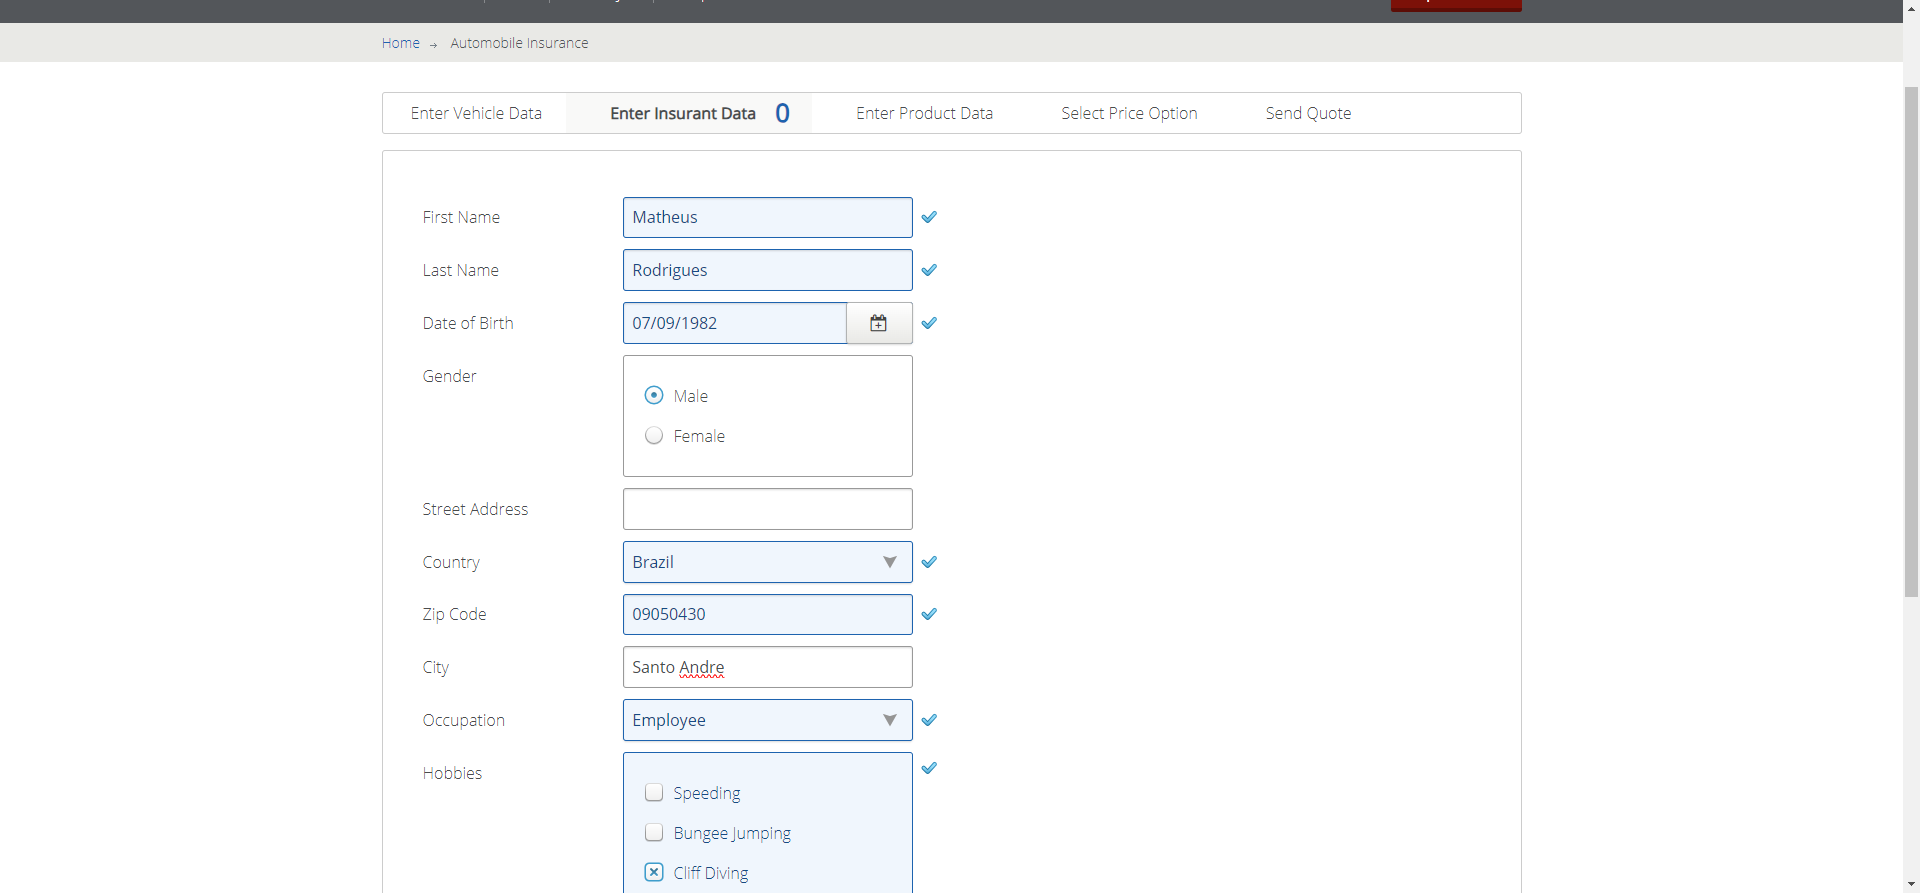 Home → Automobile Insurance
Enter Vehicle Data Enter Insurant Data 0 Enter Product Data Select Price Option Send Quote
First Name Matheus
Last Name Rodrigues
Date of Birth 07/09/1982
Gender
Male
Female
Street Address
Country Brazil
Zip Code 09050430
City Santo Andre
Occupation Employee
Hobbies
Speeding
Bungee Jumping
Cliff Diving